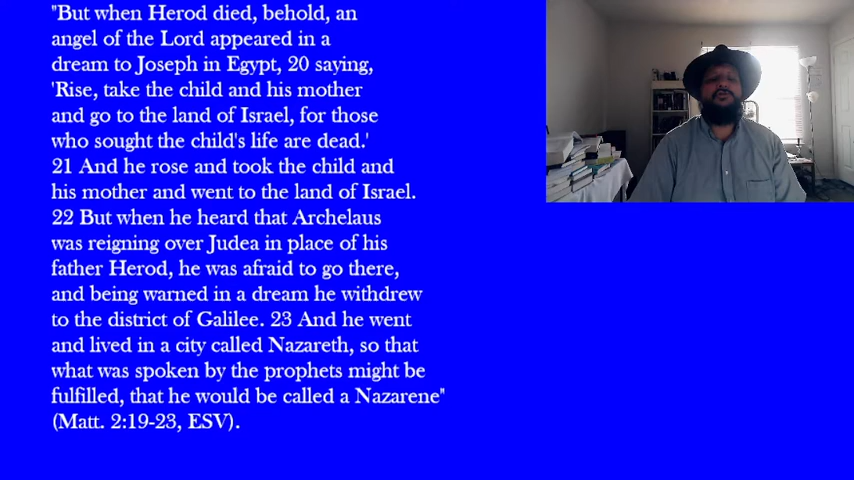 "But when Herod died, behold, an
angel of the Lord appeared in a
dream to Joseph in Egypt, 20 saying,
'Rise, take the child and his mother
and go to the land of Israel, for those
who sought the child's life are dead.'
21 And he rose and took the child and
his mother and went to the land of Israel.
22 But when he heard that Archelaus
was reigning over Judea in place of his
father Herod, he was afraid to go there,
and being warned in a dream he withdrew
to the district of Galilee. 23 And he went
and lived in a city called Nazareth, so that
what was spoken by the prophets might be
fulfilled, that he would be called a Nazarene"
(Matt. 2:19-23, ESV).